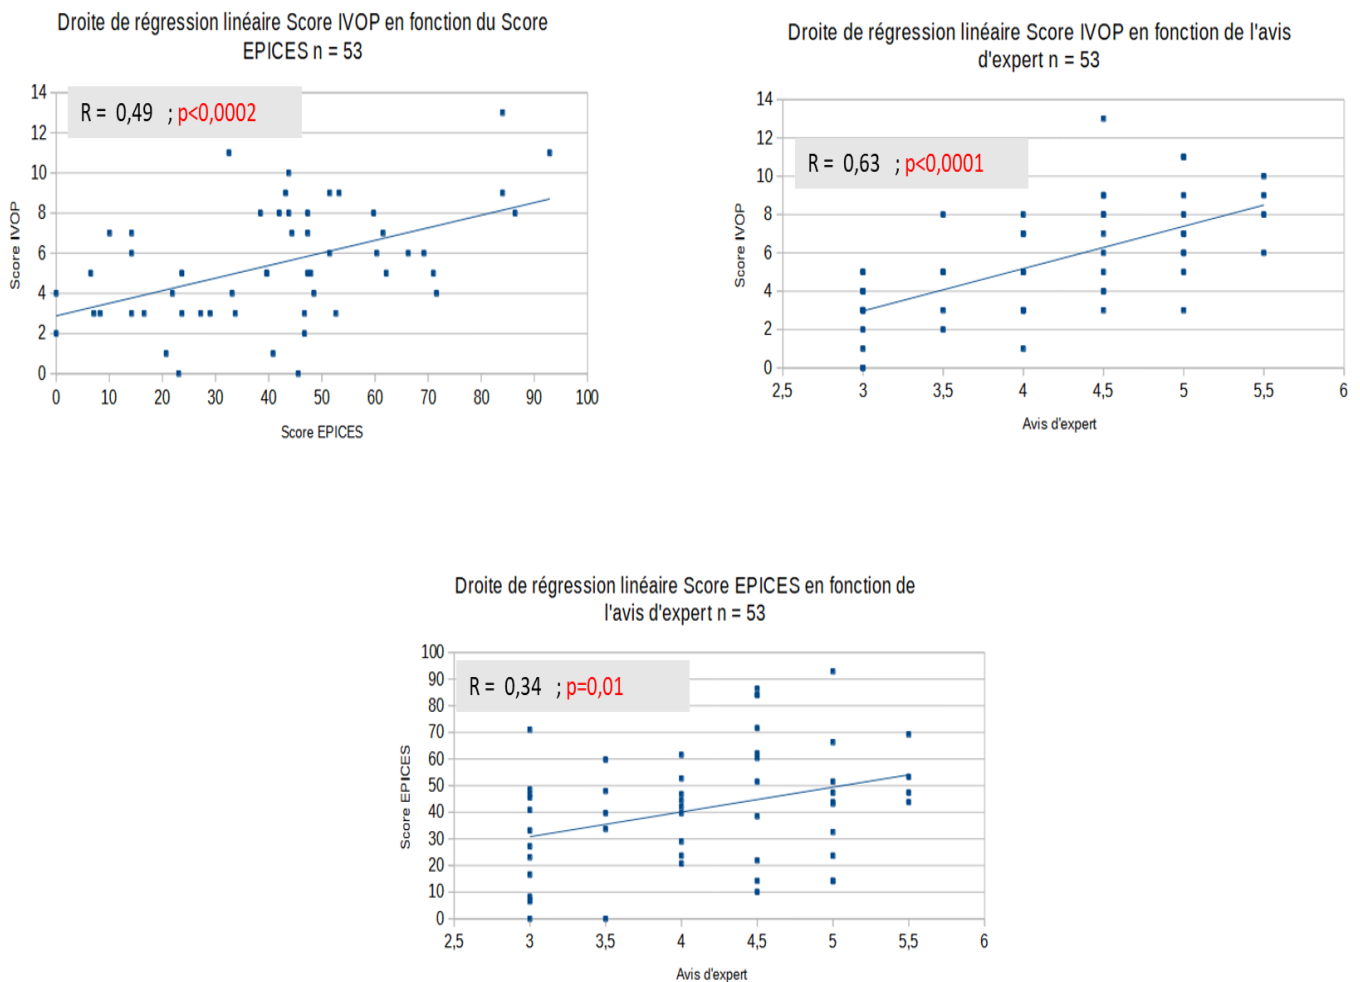 Droite de régression linéaire Score IVOP en fonction du Score
EPICES n = 53
R = 0,49 ; p<0,0002
14
12
10
8
6
4
2
0
Score IVOP
0 10 20 30 40 50 60 70 80 90 100
Score EPICES
Droite de régression linéaire Score IVOP en fonction de l'avis
d'expert n = 53
R = 0,63 ; p<0,0001
14
12
10
8
6
4
2
0
Score IVOP
2,5 3 3,5 4 4,5 5 5,5 6
Avis d'expert
Droite de régression linéaire Score EPICES en fonction de
l'avis d'expert n = 53
R = 0,34 ; p=0,01
100
90
80
70
60
50
40
30
20
10
0
Score EPICES
2,5 3 3,5 4 4,5 5 5,5 6
Avis d'expert